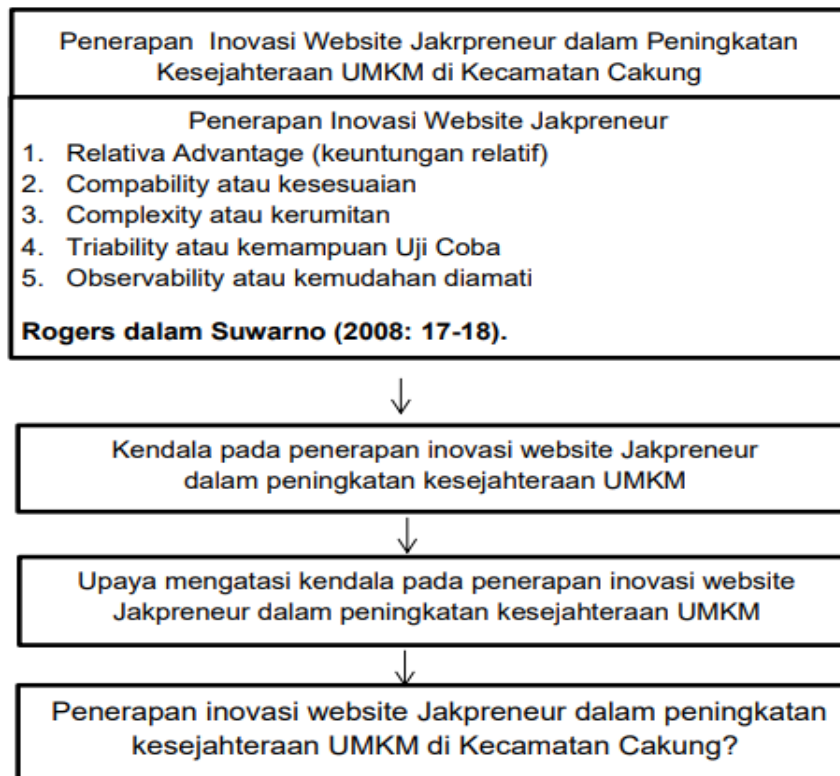 Penerapan Inovasi Website Jakrpreneur dalam Peningkatan
Kesejahteraan UMKM di Kecamatan Cakung
Penerapan Inovasi Website Jakpreneur
1. Relativa Advantage (keuntungan relatif)
2. Compability atau kesesuaian
3. Complexity atau kerumitan
4. Triability atau kemampuan Uji Coba
5. Observability atau kemudahan diamati
Rogers dalam Suwarno (2008: 17-18).
Kendala pada penerapan inovasi website Jakpreneur
dalam peningkatan kesejahteraan UMKM
Upaya mengatasi kendala pada penerapan inovasi website
Jakpreneur dalam peningkatan kesejahteraan UMKM
Penerapan inovasi website Jakpreneur dalam peningkatan
kesejahteraan UMKM di Kecamatan Cakung?